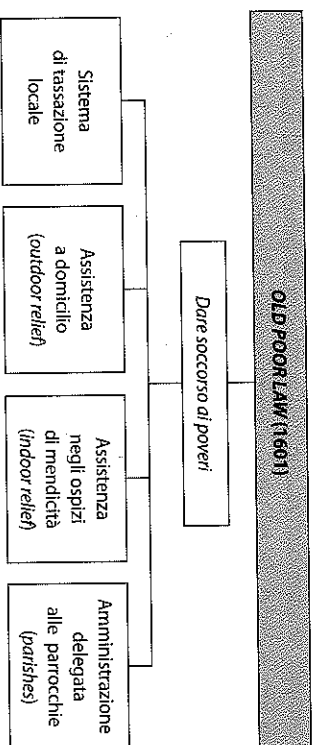 OLD POOR LAW (1601)
Dare soccorso ai poveri
Sistema
di tassazione
locale
Assistenza
a domicilio
(outdoor relief)
Assistenza
negli ospizi
di mendicità
(indoor relief)
Amministrazione
delegata
alle parrocchie
(parishes)